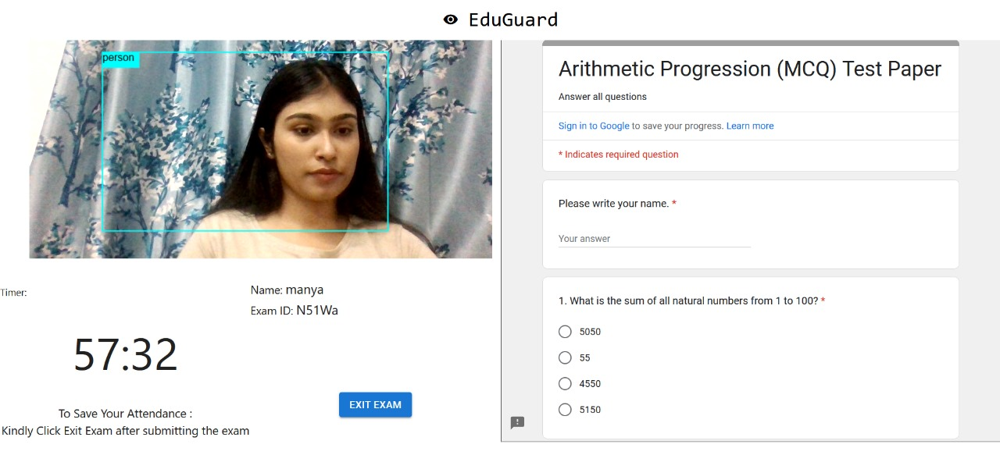 EduGuard
person
Timer:
57:32
To Save Your Attendance :
Kindly Click Exit Exam after submitting the exam
Name: manya
Exam ID: N51Wa
EXIT EXAM
Arithmetic Progression (MCQ) Test Paper
Answer all questions
Sign in to Google to save your progress. Learn more
* Indicates required question
Please write your name. *
Your answer
1. What is the sum of all natural numbers from 1 to 100? *
5050
55
4550
5150